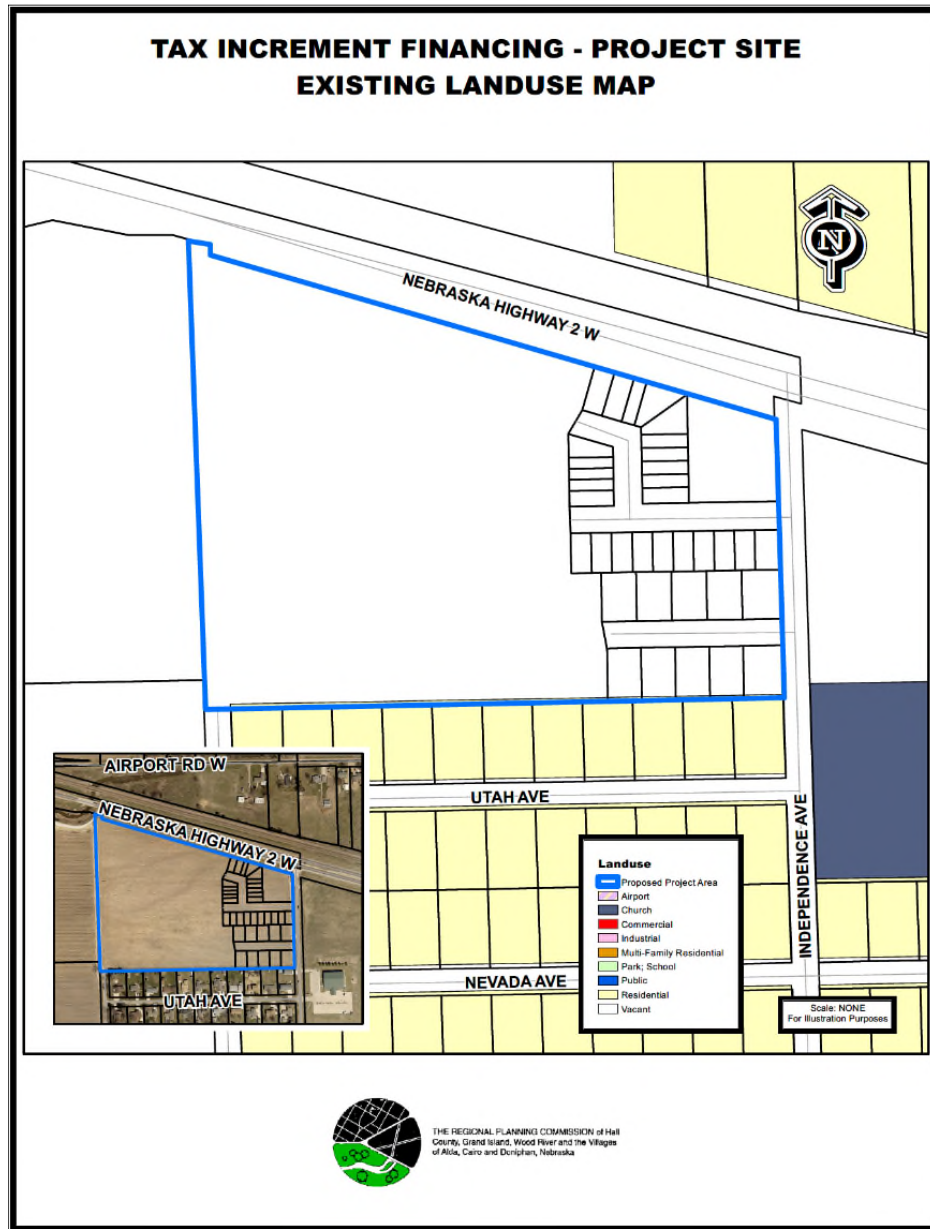 TAX INCREMENT FINANCING - PROJECT SITE
EXISTING LANDUSE MAP
N
NEBRASKA HIGHWAY 2 W
UTAH AVE
INDEPENDENCE AVE
NEVADA AVE
AIRPORT RD W
NEBRASKA HIGHWAY 2 W
UTAH AVE
Landuse
Proposed Project Area
Airport
Church
Commercial
Industrial
Multi-Family Residential
Park; School
Public
Residential
Vacant
Scale: NONE
For Illustration Purposes
THE REGIONAL PLANNING COMMISSION of Hall
County, Grand Island, Wood River and the Villages
of Alda, Cairo and Doniphan, Nebraska